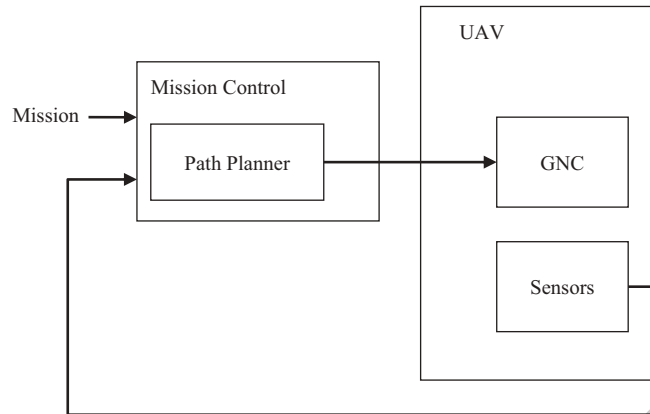 UAV
Mission Control
Mission
Path Planner
GNC
Sensors